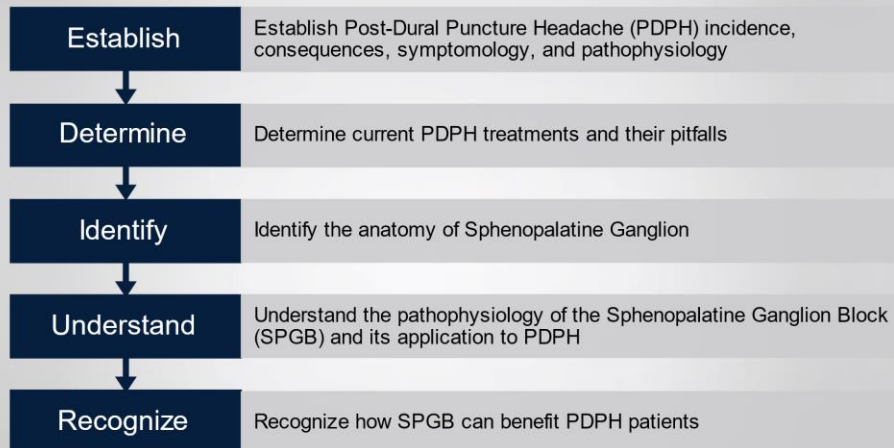 Establish
Establish Post-Dural Puncture Headache (PDPH) incidence,
consequences, symptomology, and pathophysiology
Determine
Determine current PDPH treatments and their pitfalls
Identify
Identify the anatomy of Sphenopalatine Ganglion
Understand
Understand the pathophysiology of the Sphenopalatine Ganglion Block
(SPGB) and its application to PDPH
Recognize
Recognize how SPGB can benefit PDPH patients